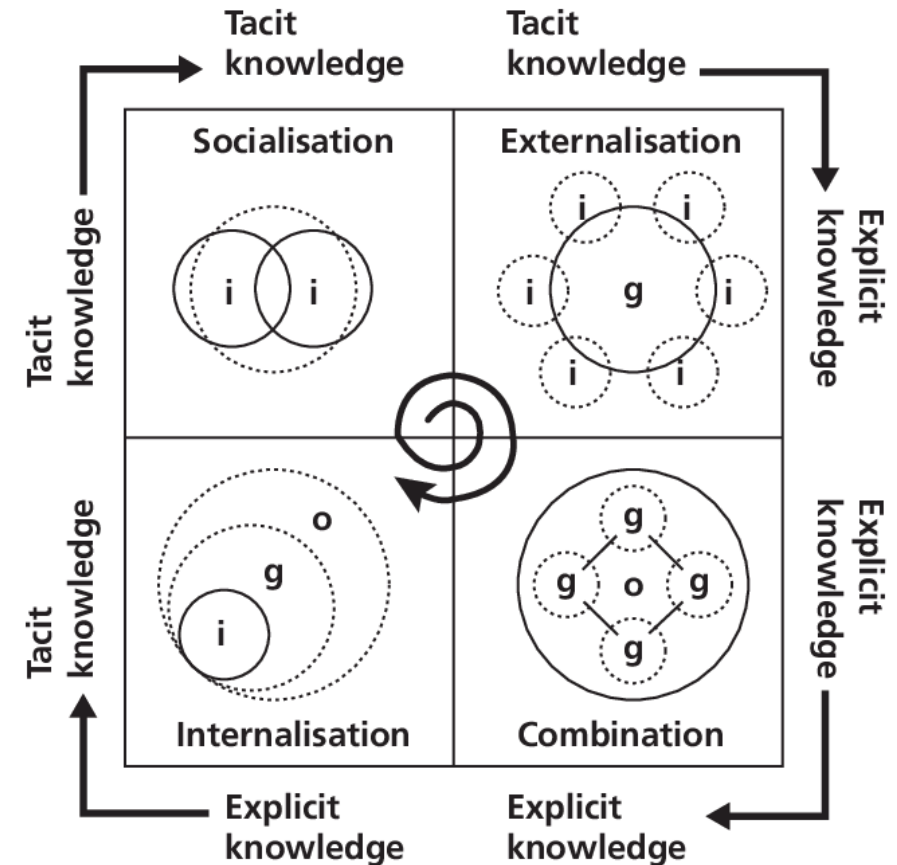 Tacit
knowledge
Tacit
knowledge
Tacit
knowledge
Socialisation
i
i
Externalisation
i
i
i
g
i
i
i
Explicit
knowledge
Tacit
knowledge
o
g
i
Internalisation
g
g
o
g
g
Combination
Explicit
knowledge
Explicit
knowledge
Explicit
knowledge